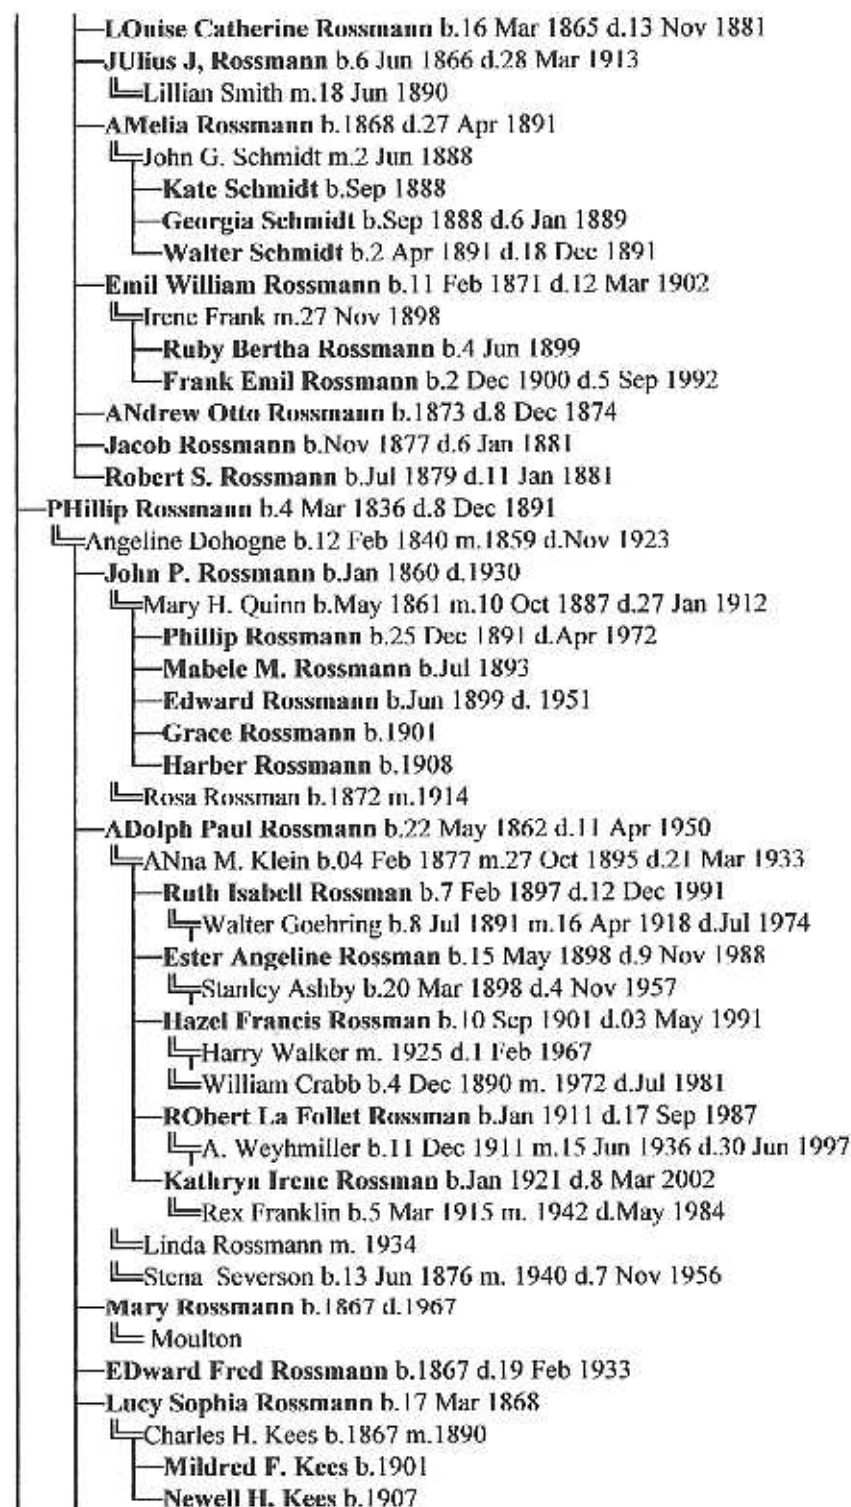 LOuise Catherine Rossmann b.16 Mar 1865 d.13 Nov 1881
JUlius J, Rossmann b.6 Jun 1866 d.28 Mar 1913
Lillian Smith m.18 Jun 1890
AMelia Rossmann b.1868 d.27 Apr 1891
John G. Schmidt m.2 Jun 1888
Kate Schmidt b.Sep 1888
Georgia Schmidt b.Sep 1888 d.6 Jan 1889
Walter Schmidt b.2 Apr 1891 d.18 Dec 1891
Emil William Rossmann b.11 Feb 1871 d.12 Mar 1902
Irene Frank m.27 Nov 1898
Ruby Bertha Rossmann b.4 Jun 1899
Frank Emil Rossmann b.2 Dec 1900 d.5 Sep 1992
ANdrew Otto Rossmann b.1873 d.8 Dec 1874
Jacob Rossmann b.Nov 1877 d.6 Jan 1881
Robert S. Rossmann b.Jul 1879 d.11 Jan 1881
PHillip Rossmann b.4 Mar 1836 d.8 Dec 1891
Angeline Dohogne b.12 Feb 1840 m.1859 d.Nov 1923
John P. Rossmann b.Jan 1860 d.1930
Mary H. Quinn b.May 1861 m.10 Oct 1887 d.27 Jan 1912
Phillip Rossmann b.25 Dec 1891 d.Apr 1972
Mabele M. Rossmann b.Jul 1893
Edward Rossmann b.Jun 1899 d. 1951
Grace Rossmann b.1901
Harber Rossmann b.1908
Rosa Rossman b.1872 m.1914
ADolph Paul Rossmann b.22 May 1862 d.11 Apr 1950
ANna M. Klein b.04 Feb 1877 m.27 Oct 1895 d.21 Mar 1933
Ruth Isabell Rossman b.7 Feb 1897 d.12 Dec 1991
Walter Goehring b.8 Jul 1891 m.16 Apr 1918 d.Jul 1974
Ester Angeline Rossman b.15 May 1898 d.9 Nov 1988
Stanley Ashby b.20 Mar 1898 d.4 Nov 1957
Hazel Francis Rossman b.10 Sep 1901 d.03 May 1991
Harry Walker m. 1925 d.1 Feb 1967
William Crabb b.4 Dec 1890 m. 1972 d.Jul 1981
RObert La Follet Rossman b.Jan 1911 d.17 Sep 1987
A. Weyhmiller b.11 Dec 1911 m.15 Jun 1936 d.30 Jun 1997
Kathryn Irene Rossman b.Jan 1921 d.8 Mar 2002
Rex Franklin b.5 Mar 1915 m. 1942 d.May 1984
Linda Rossmann m. 1934
Stena Severson b.13 Jun 1876 m. 1940 d.7 Nov 1956
Mary Rossmann b.1867 d.1967
Moulton
EDward Fred Rossmann b.1867 d.19 Feb 1933
Lucy Sophia Rossmann b.17 Mar 1868
Charles H. Kees b.1867 m.1890
Mildred F. Kees b.1901
Newell H. Kees b.1907